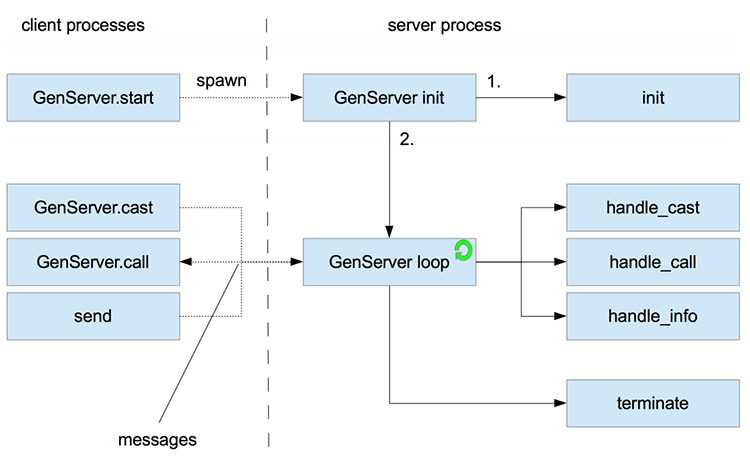 client processes
server process
GenServer.start
spawn
GenServer init
1.
init
2.
GenServer.cast
handle_cast
GenServer.call
GenServer loop
handle_call
send
handle_info
terminate
messages